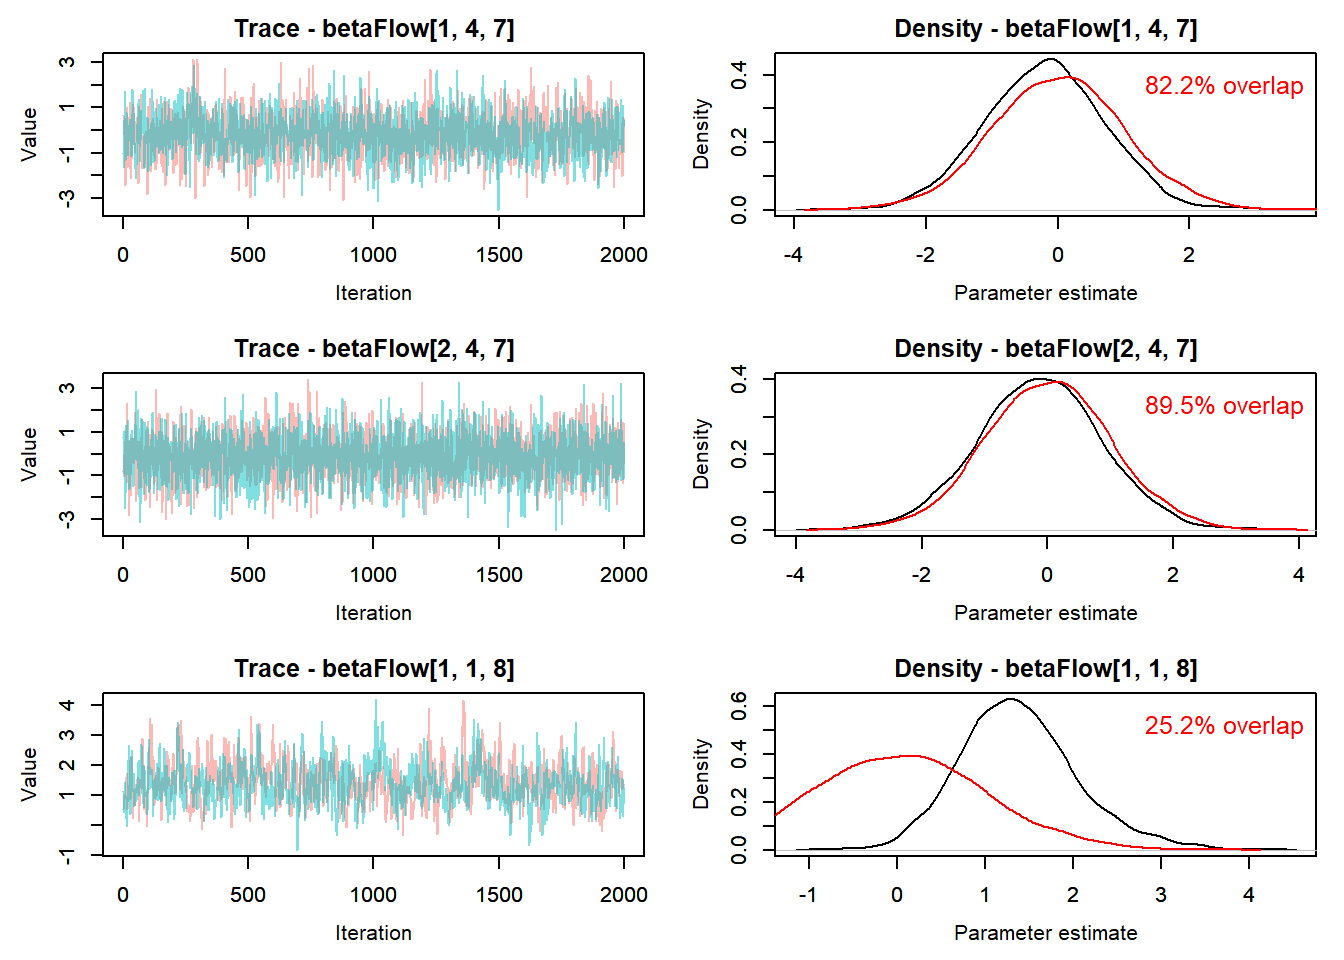 Trace - betaFlow[1, 4, 7]
Value
3
1
-1
-3
0 500 1000 1500 2000
Iteration
Density - betaFlow[1, 4, 7]
82.2% overlap
Density
0.4
0.2
0.0
-4 -2 0 2
Parameter estimate
Trace - betaFlow[2, 4, 7]
Value
3
1
-1
-3
0 500 1000 1500 2000
Iteration
Density - betaFlow[2, 4, 7]
89.5% overlap
Density
0.4
0.2
0.0
-4 -2 0 2 4
Parameter estimate
Trace - betaFlow[1, 1, 8]
Value
4
3
2
1
-1
0 500 1000 1500 2000
Iteration
Density - betaFlow[1, 1, 8]
25.2% overlap
Density
0.6
0.4
0.2
0.0
-1 0 1 2 3 4
Parameter estimate